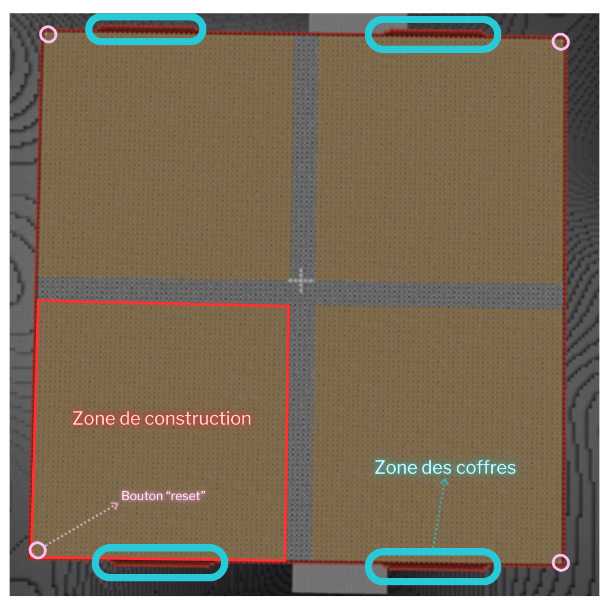 Zone de construction
Zone des coffres
Bouton “reset”